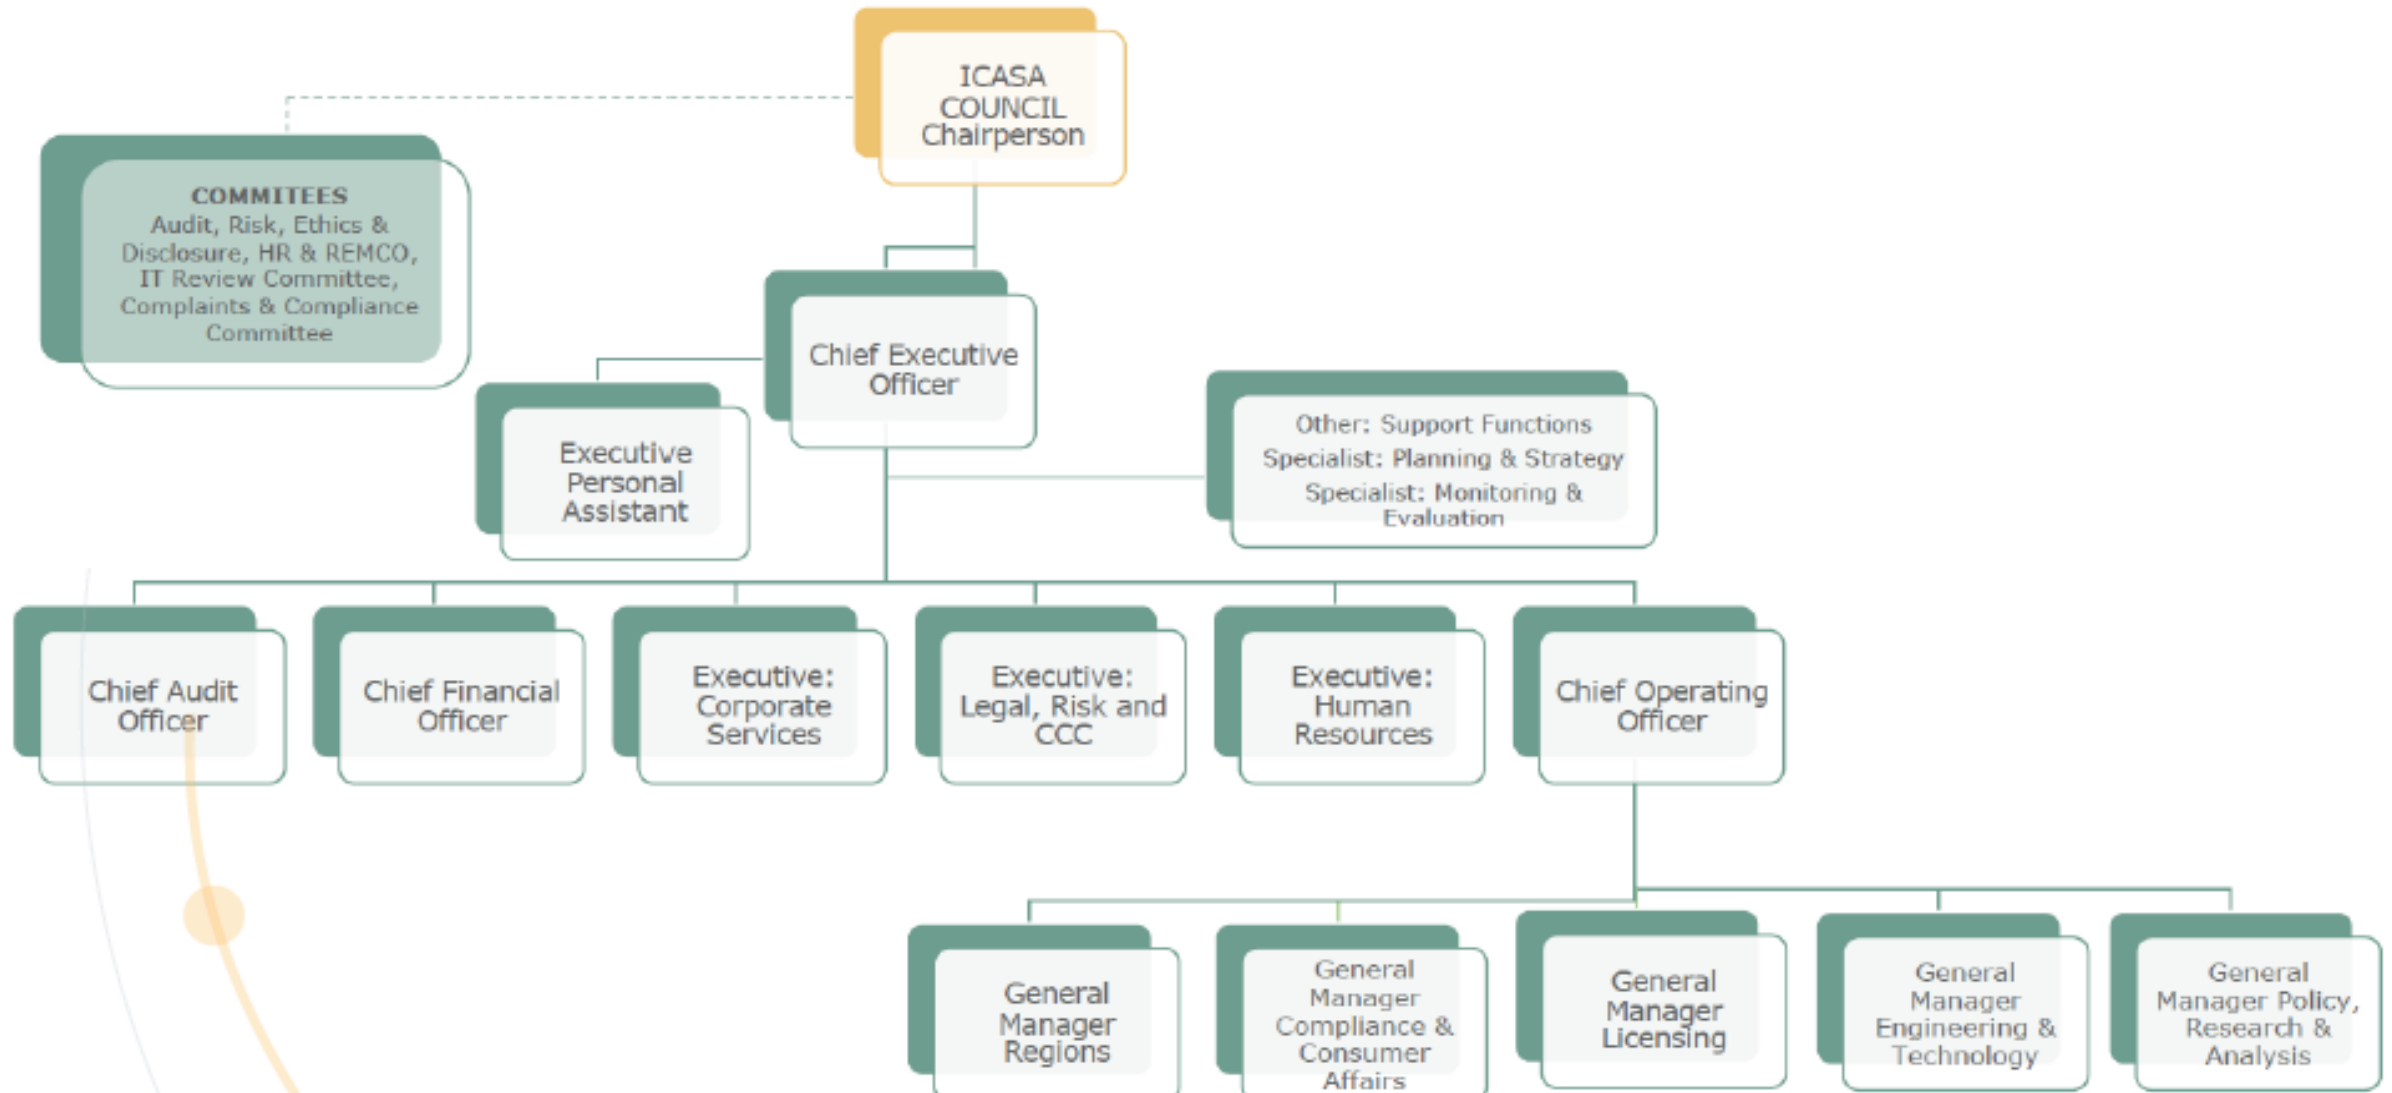 ICASA
COUNCIL
Chairperson
COMMITEES
Audit, Risk, Ethics &
Disclosure, HR & REMCO,
IT Review Committee,
Complaints & Compliance
Committee
Chief Executive
Officer
Executive
Personal
Assistant
Other: Support Functions
Specialist: Planning & Strategy
Specialist: Monitoring &
Evaluation
Chief Audit
Officer
Chief Financial
Officer
Executive:
Corporate
Services
Executive:
Legal, Risk and
CCC
Executive:
Human
Resources
Chief Operating
Officer
General
Manager
Regions
General
Manager
Compliance &
Consumer
Affairs
General
Manager
Licensing
General
Manager
Engineering &
Technology
General
Manager Policy,
Research &
Analysis